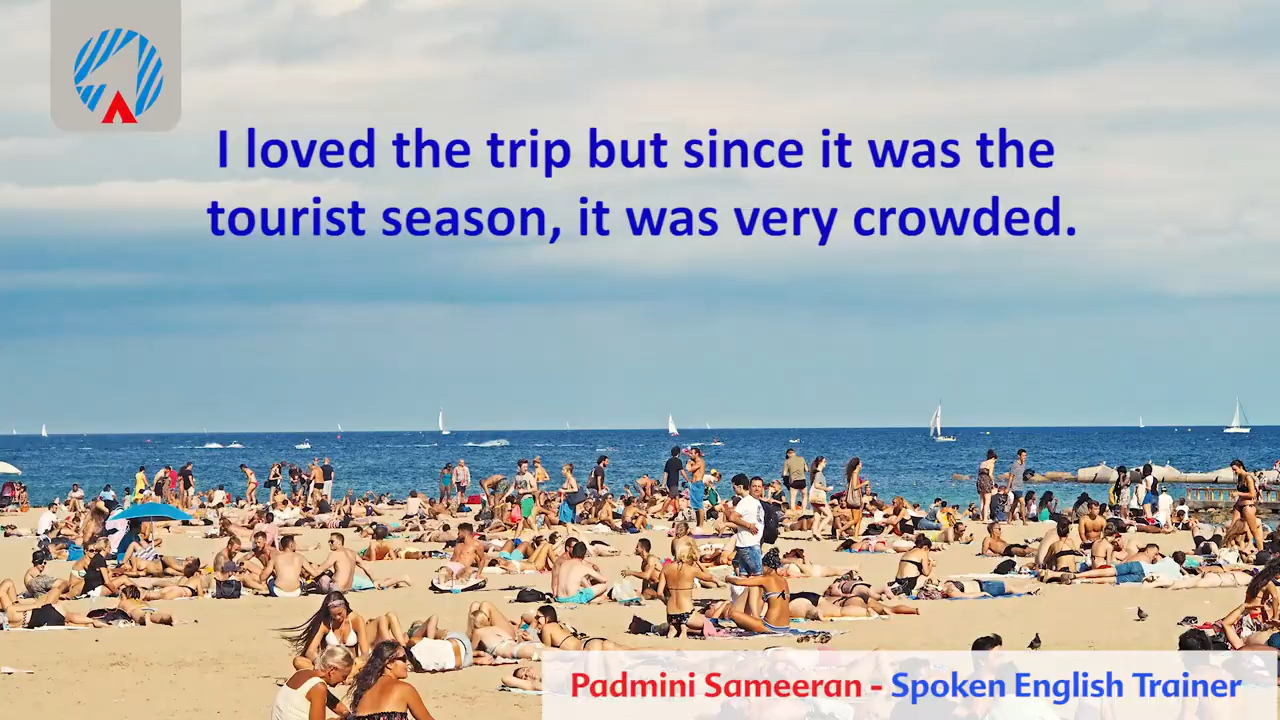 I loved the trip but since it was the
tourist season, it was very crowded.
Padmini Sameeran - Spoken English Trainer